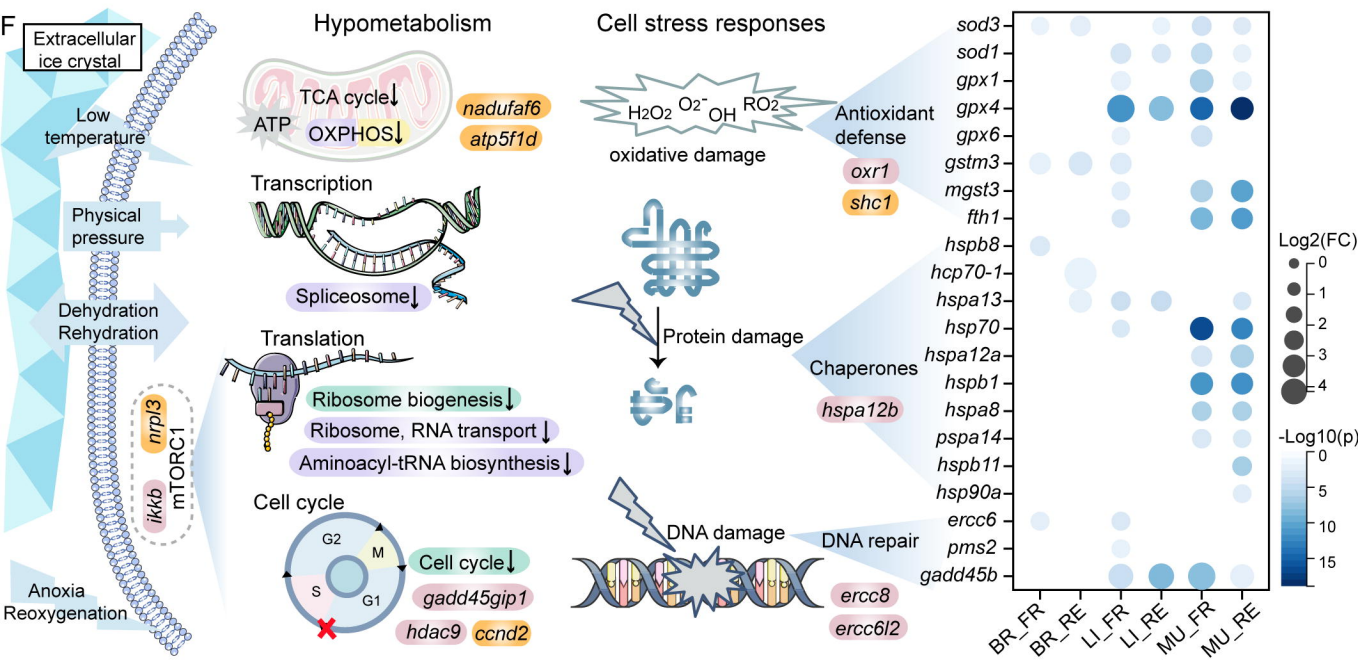 F
Extracellular
ice crystal
Low
temperature
Physical
pressure
Dehydration
Rehydration
nrpl3
ikkb
mTORC1
Anoxia
Reoxygenation
Hypometabolism
TCA cycle↓
ATP
OXPHOS↓
nadufaf6
atp5f1d
Transcription
Spliceosome↓
Translation
Ribosome biogenesis↓
Ribosome, RNA transport↓
Aminoacyl-tRNA biosynthesis↓
Cell cycle
G2
M
S
G1
Cell cycle↓
gadd45gip1
hdac9
ccnd2
Cell stress responses
H2O2 O2⁻ OH RO2
oxidative damage
Antioxidant
defense
oxr1
shc1
Protein damage
Chaperones
hspa12b
DNA damage
DNA repair
ercc8
ercc6l2
sod3
sod1
gpx1
gpx4
gpx6
gstm3
mgst3
fth1
hspb8
hcp70-1
hspa13
hsp70
hspa12a
hspb1
hspa8
pspa14
hspb11
hsp90a
ercc6
pms2
gadd45b
BR_FR
BR_RE
LI_FR
LI_RE
MU_FR
MU_RE
Log2(FC)
0
1
2
3
4
-Log10(p)
0
5
10
15